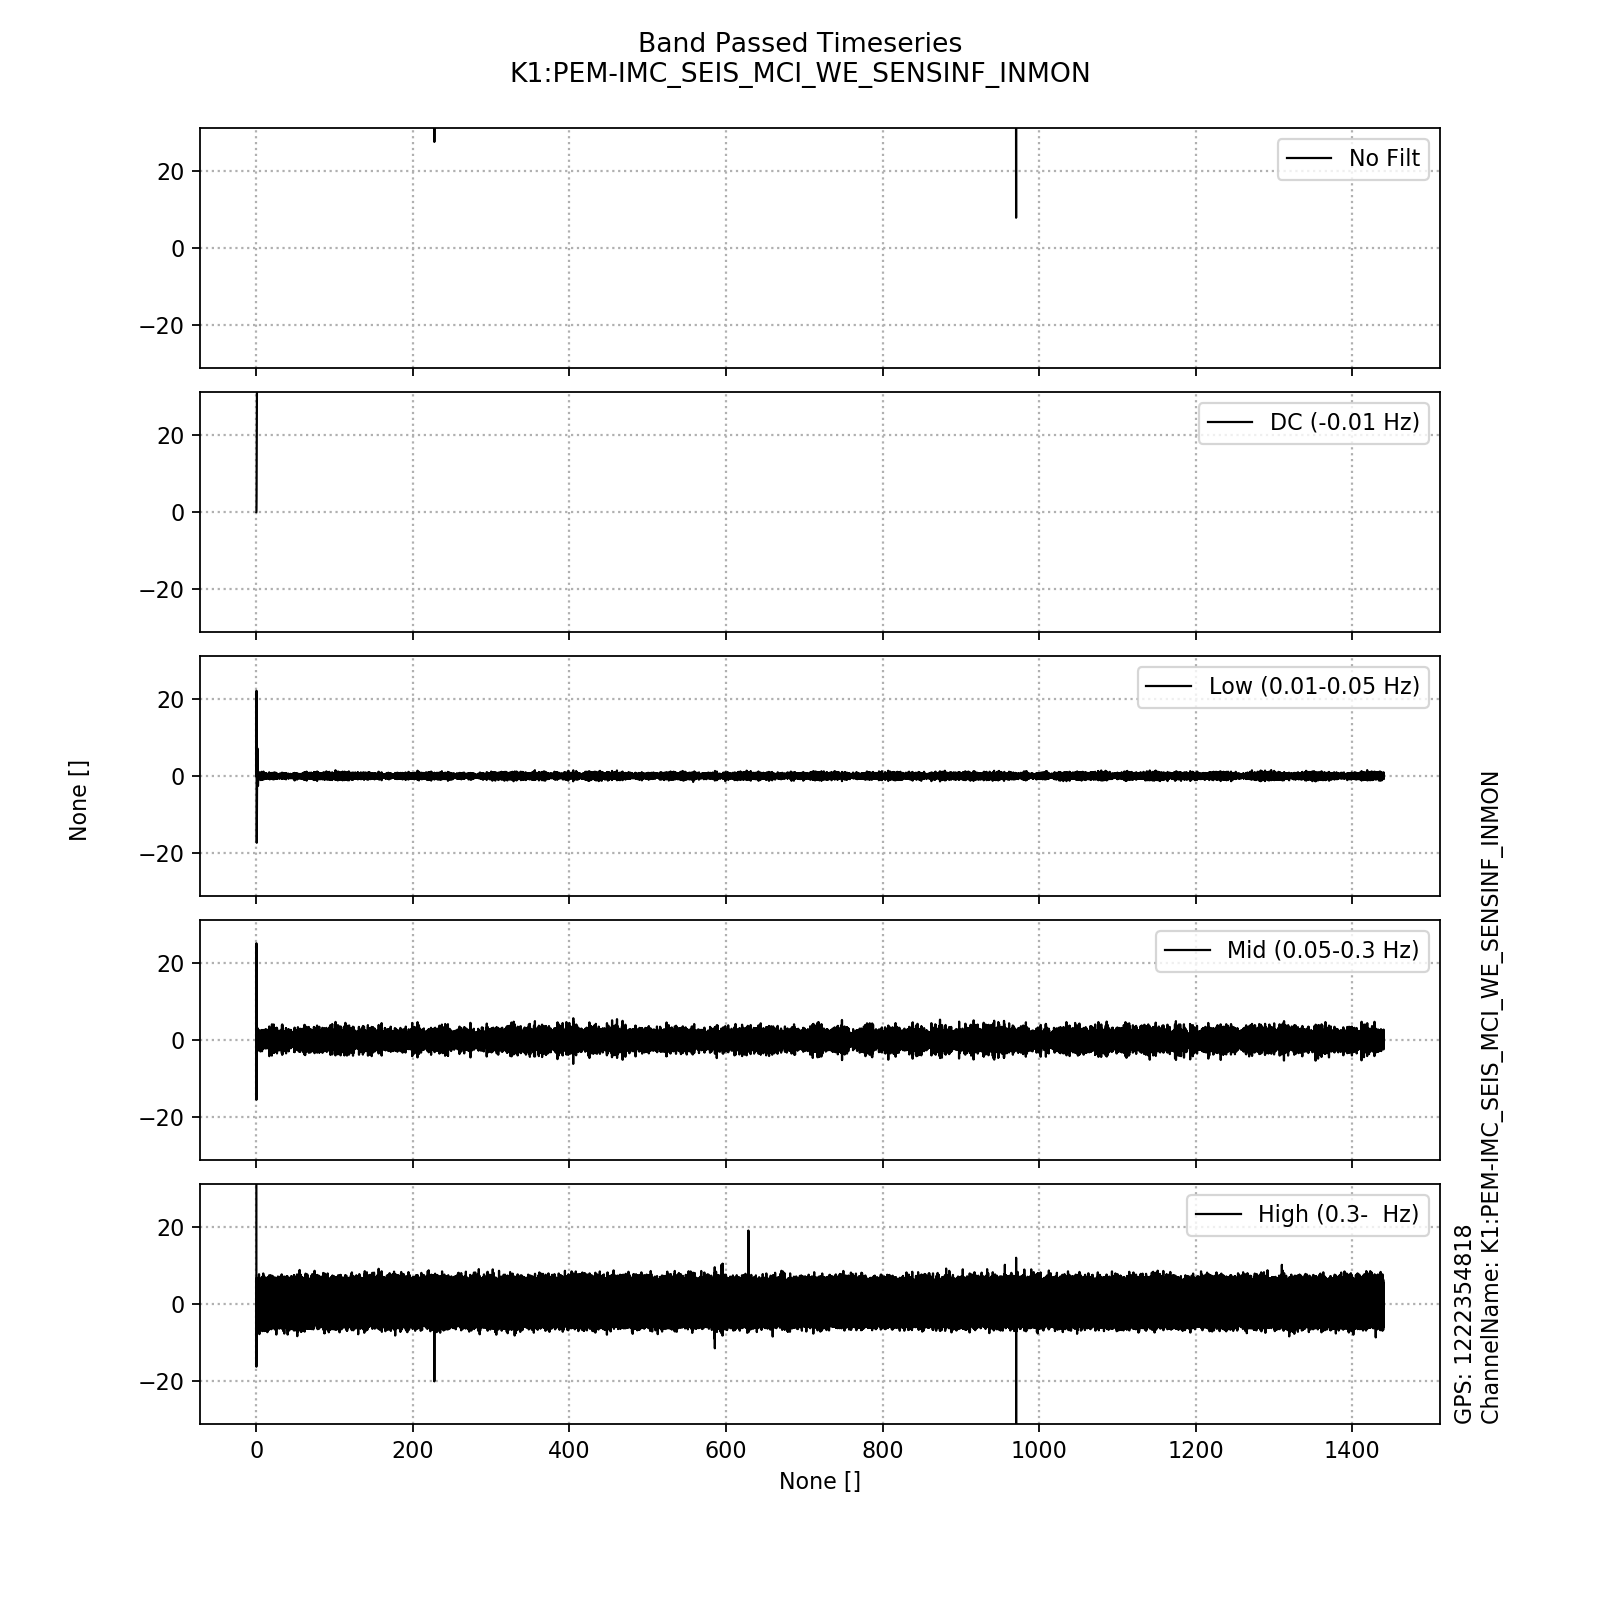 Band Passed Timeseries
K1:PEM-IMC_SEIS_MCI_WE_SENSINF_INMON
20
0
−20
No Filt
20
0
−20
DC (-0.01 Hz)
20
0
−20
Low (0.01-0.05 Hz)
None []
20
0
−20
Mid (0.05-0.3 Hz)
20
0
−20
High (0.3-  Hz)
0 200 400 600 800 1000 1200 1400
None []
GPS: 1222354818
ChannelName: K1:PEM-IMC_SEIS_MCI_WE_SENSINF_INMON